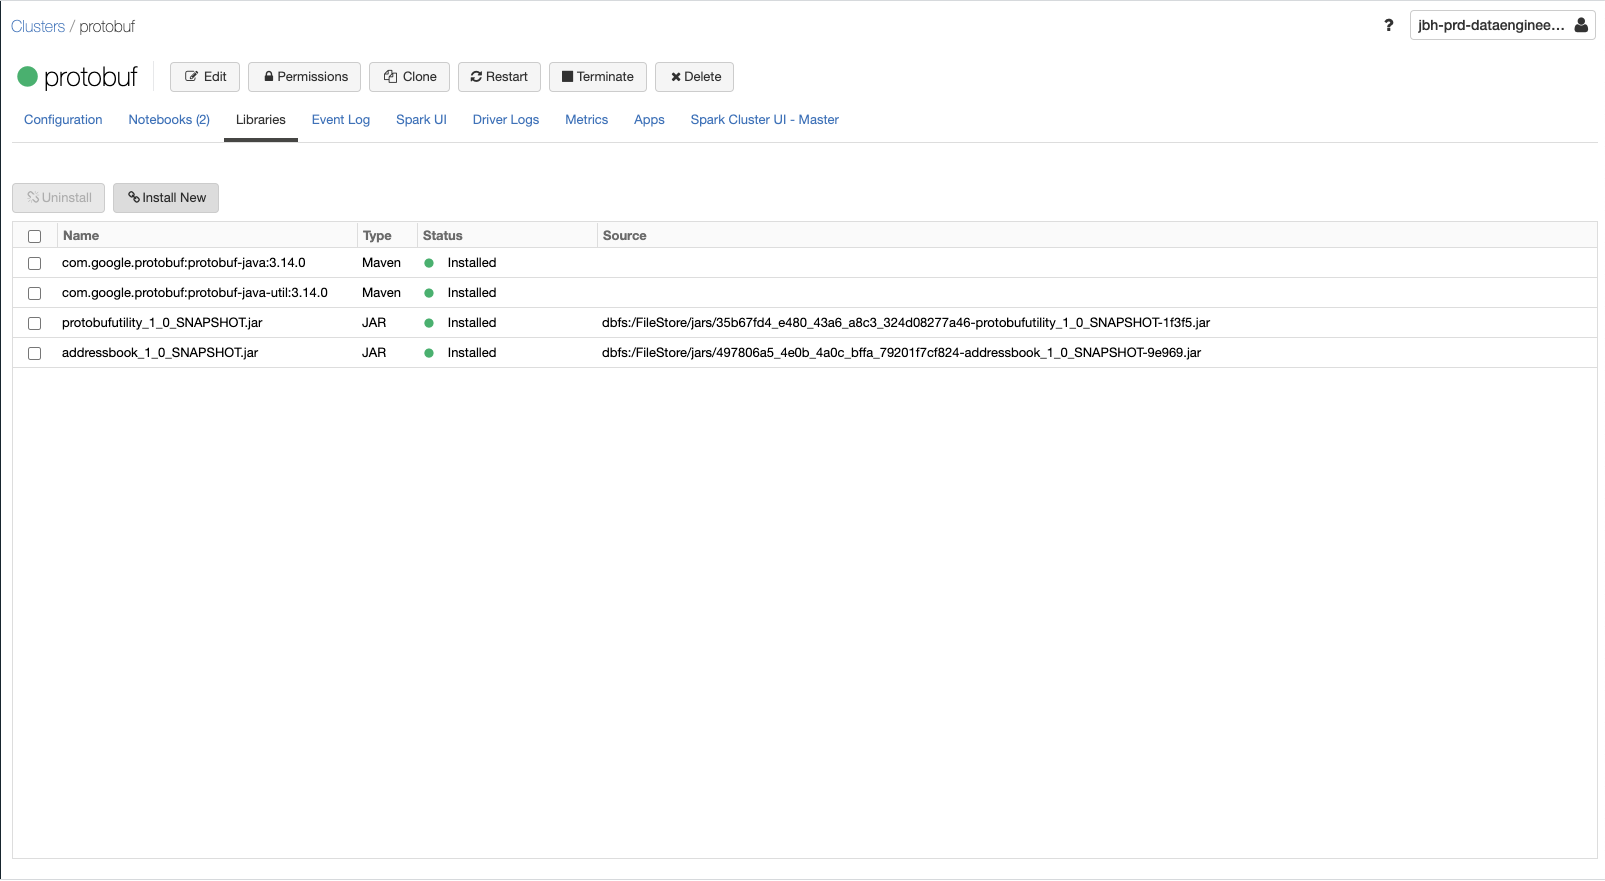 Clusters / protobuf
? jbh-prd-dataenginee...
protobuf Edit Permissions Clone Restart Terminate Delete
Configuration Notebooks (2) Libraries Event Log Spark UI Driver Logs Metrics Apps Spark Cluster UI - Master
Uninstall Install New
Name Type Status Source
com.google.protobuf:protobuf-java:3.14.0 Maven Installed
com.google.protobuf:protobuf-java-util:3.14.0 Maven Installed
protobufutility_1_0_SNAPSHOT.jar JAR Installed dbfs:/FileStore/jars/35b67fd4_e480_43a6_a8c3_324d08277a46-protobufutility_1_0_SNAPSHOT-1f3f5.jar
addressbook_1_0_SNAPSHOT.jar JAR Installed dbfs:/FileStore/jars/497806a5_4e0b_4a0c_bffa_79201f7cf824-addressbook_1_0_SNAPSHOT-9e969.jar